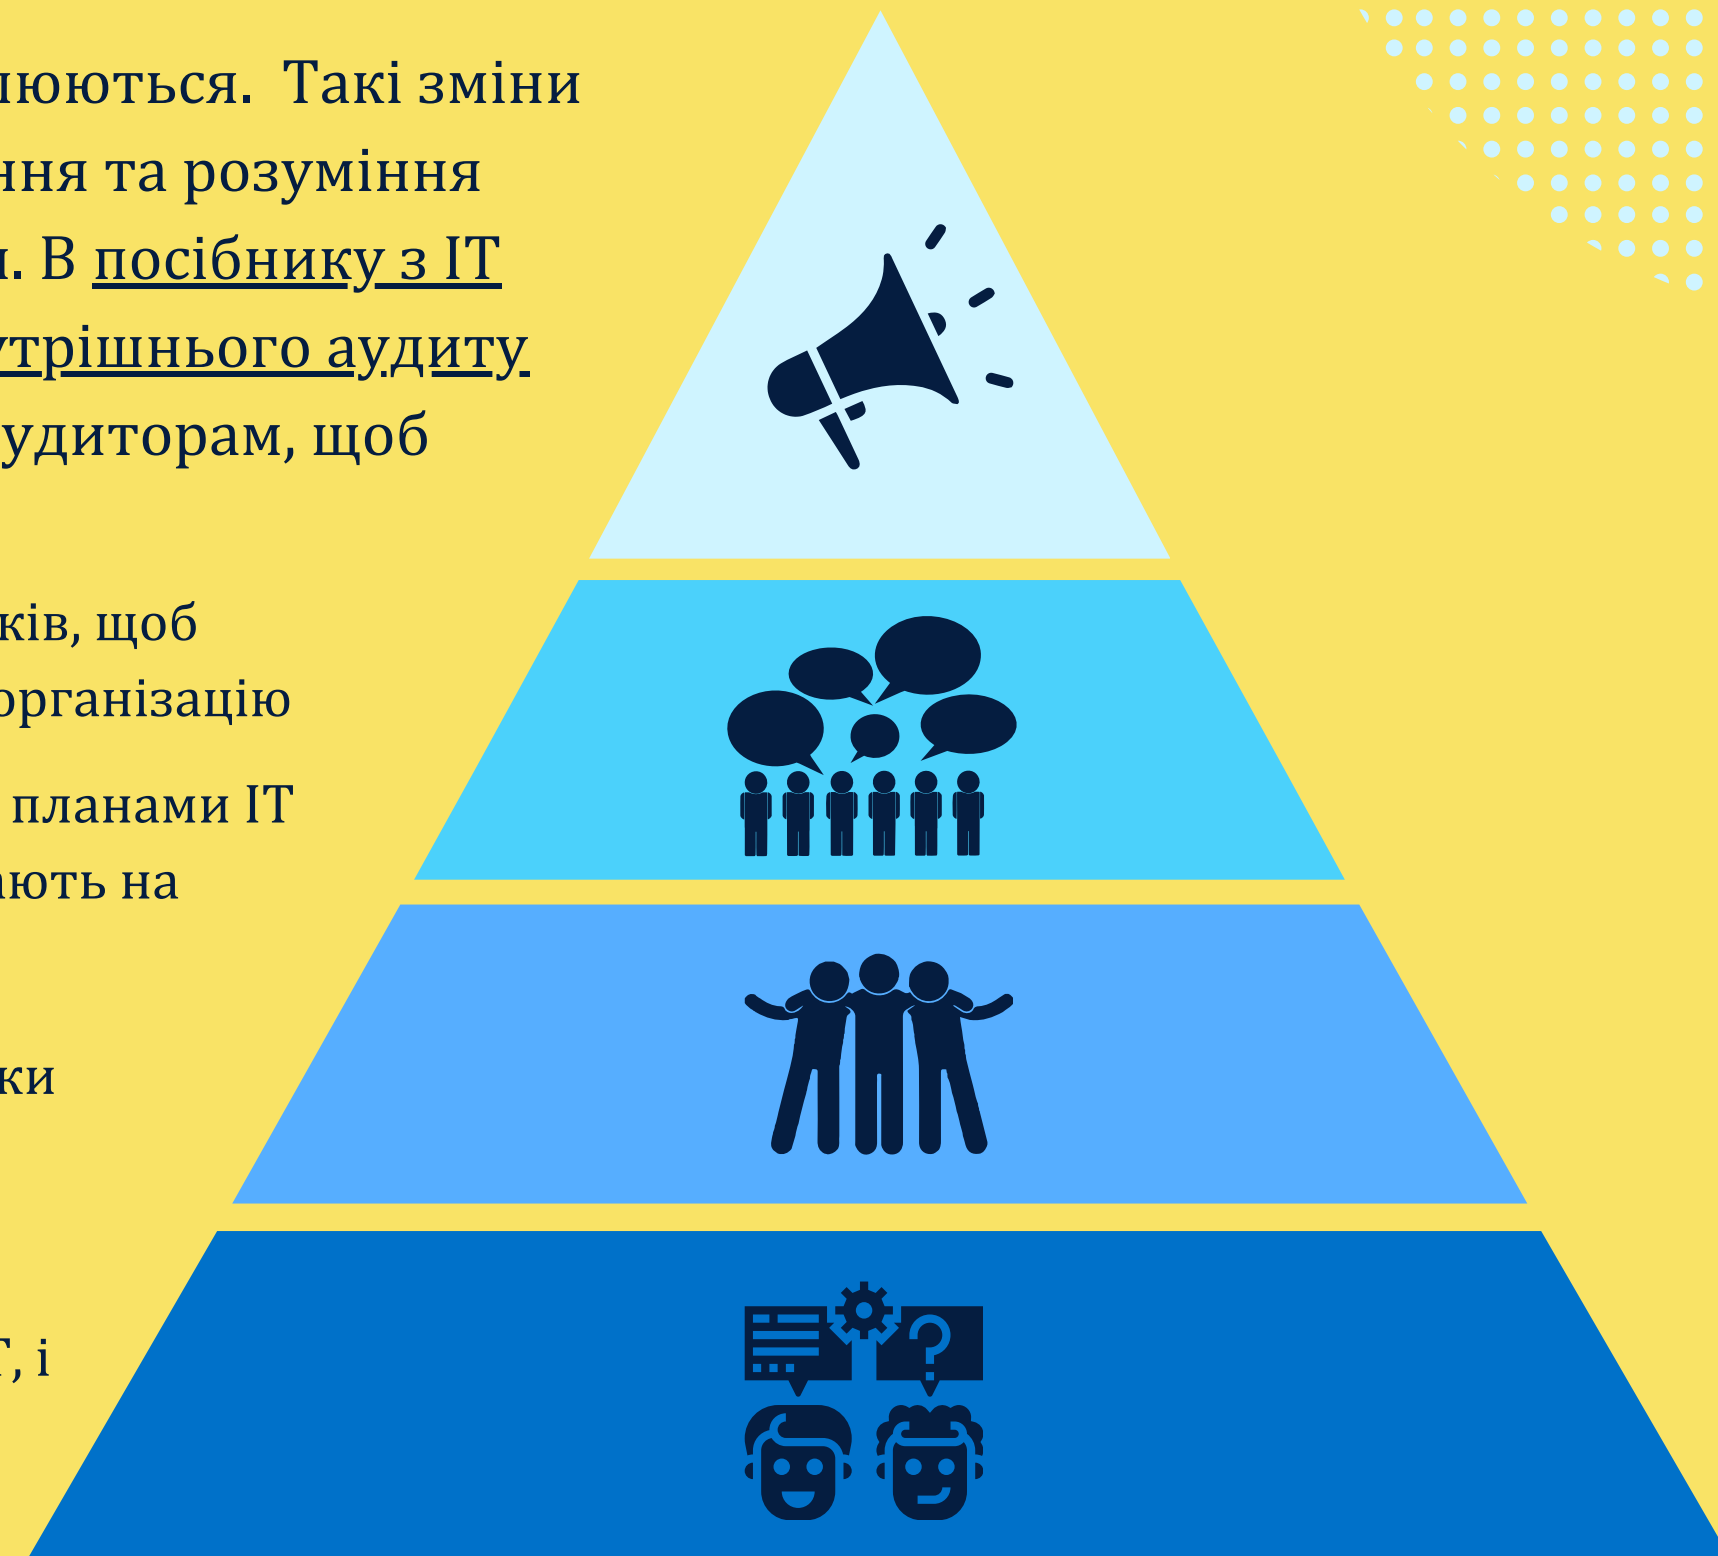 люються. Такі зміни
ння та розуміння
. В посібнику з ІТ
утрішнього аудиту
удиторам, щоб
ків, щоб
організацію
планами ІТ
ають на
ки
Т, і